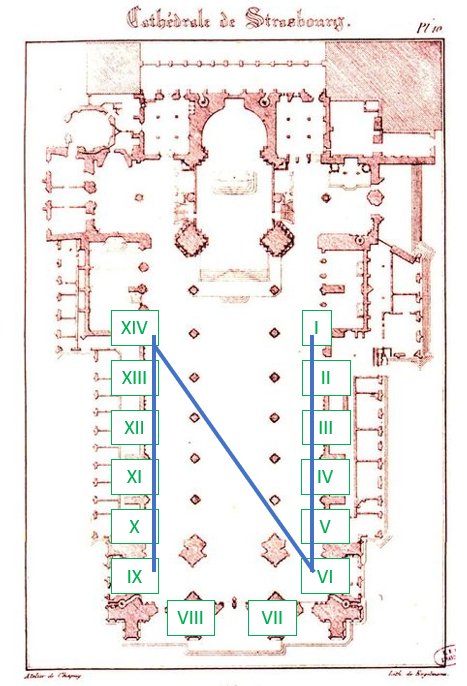 Cathédrale de Strasbourg.
Pl. 10
XIV I
XIII II
XII III
XI IV
X V
IX VI
VIII VII
Atelier de Chapuy
Lith. de Engelmann.